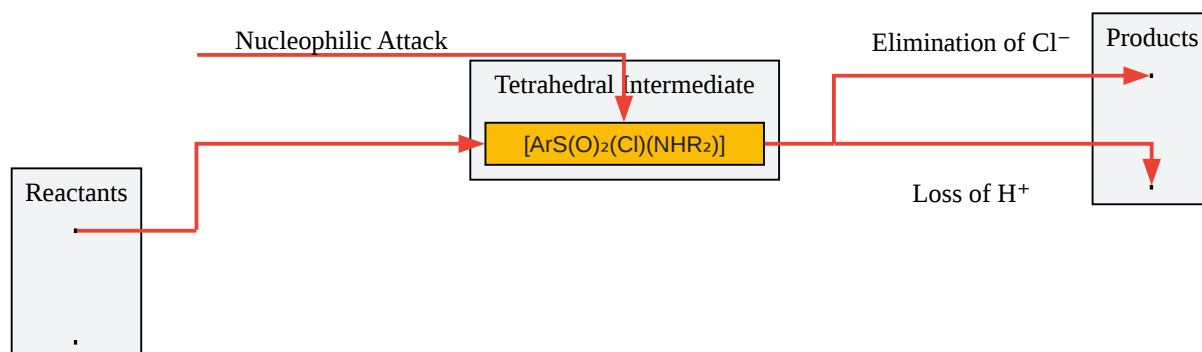 Nucleophilic Attack
Elimination of Cl⁻
Products
Tetrahedral Intermediate
[ArS(O)₂(Cl)(NHR₂)]
Reactants
Loss of H⁺